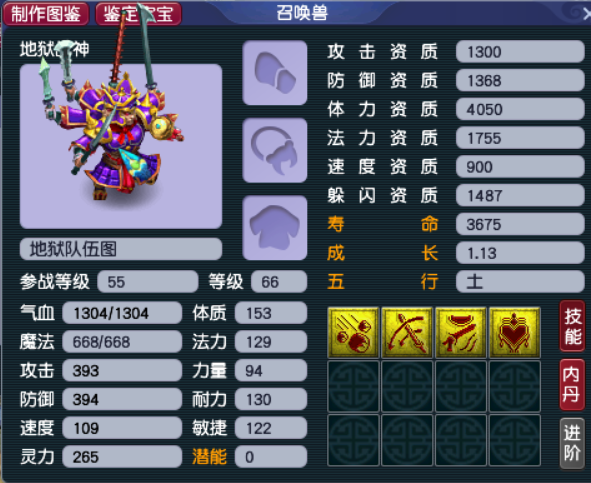 制作图鉴 鉴定宝宝 召唤兽
地狱战神
地狱队伍图
参战等级 55 等级 66
气血 1304/1304 体质 153
魔法 668/668 法力 129
攻击 393 力量 94
防御 394 耐力 130
速度 109 敏捷 122
灵力 265 潜能 0
攻击资质 1300
防御资质 1368
体力资质 4050
法力资质 1755
速度资质 900
躲闪资质 1487
寿命 3675
成长 1.13
五行 土
技能
内丹
进阶